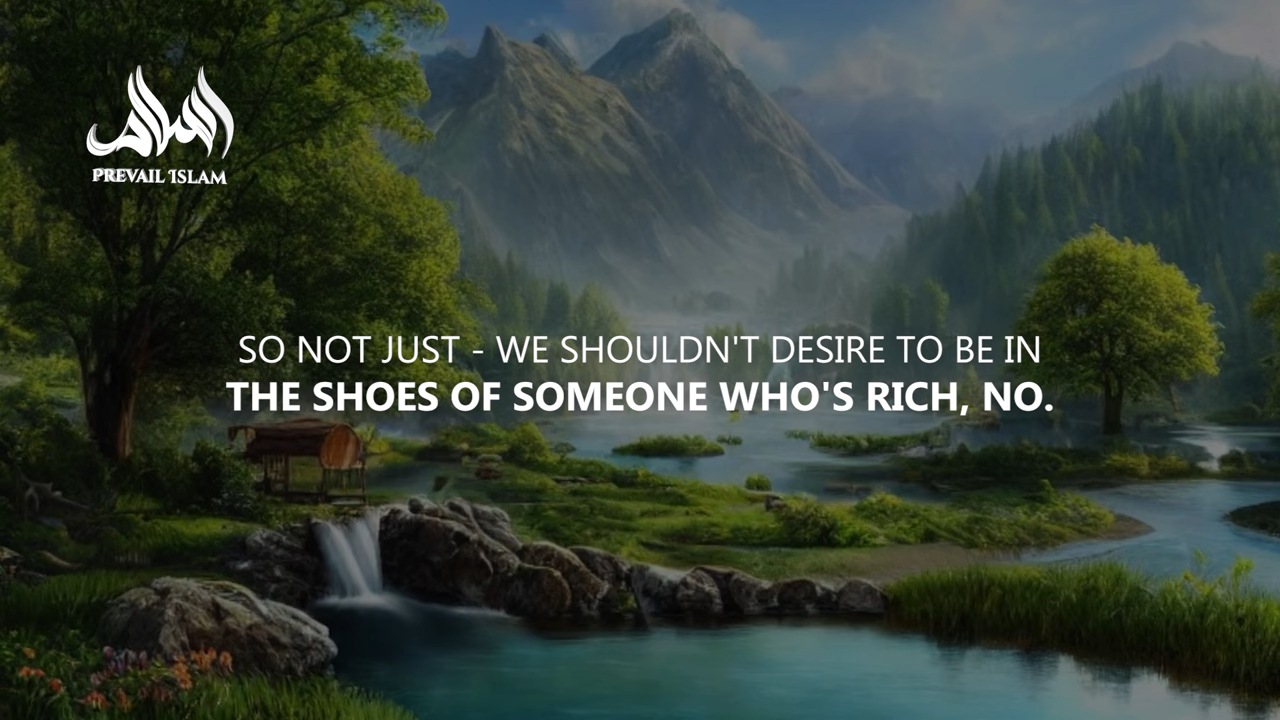 PREVAIL ISLAM
SO NOT JUST - WE SHOULDN'T DESIRE TO BE IN
THE SHOES OF SOMEONE WHO'S RICH, NO.